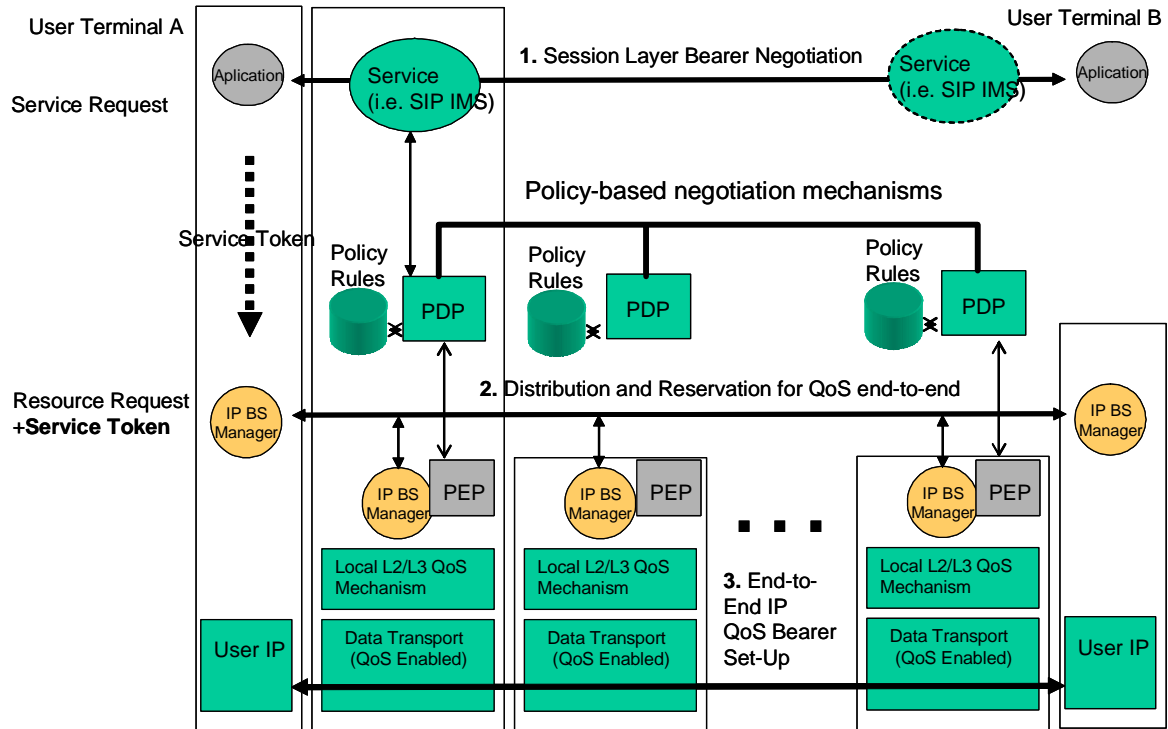 User Terminal A
User Terminal B
1. Session Layer Bearer Negotiation
Aplication
Service
(i.e. SIP IMS)
Service
(i.e. SIP IMS)
Aplication
Service Request
Policy-based negotiation mechanisms
Service Token
Policy
Rules
PDP
Policy
Rules
PDP
Policy
Rules
PDP
2. Distribution and Reservation for QoS end-to-end
Resource Request
+Service Token
IP BS
Manager
IP BS
Manager
IP BS
Manager
PEP
IP BS
Manager
PEP
IP BS
Manager
PEP
Local L2/L3 QoS
Mechanism
Local L2/L3 QoS
Mechanism
Local L2/L3 QoS
Mechanism
3. End-to-
End IP
QoS Bearer
Set-Up
User IP
Data Transport
(QoS Enabled)
Data Transport
(QoS Enabled)
Data Transport
(QoS Enabled)
User IP